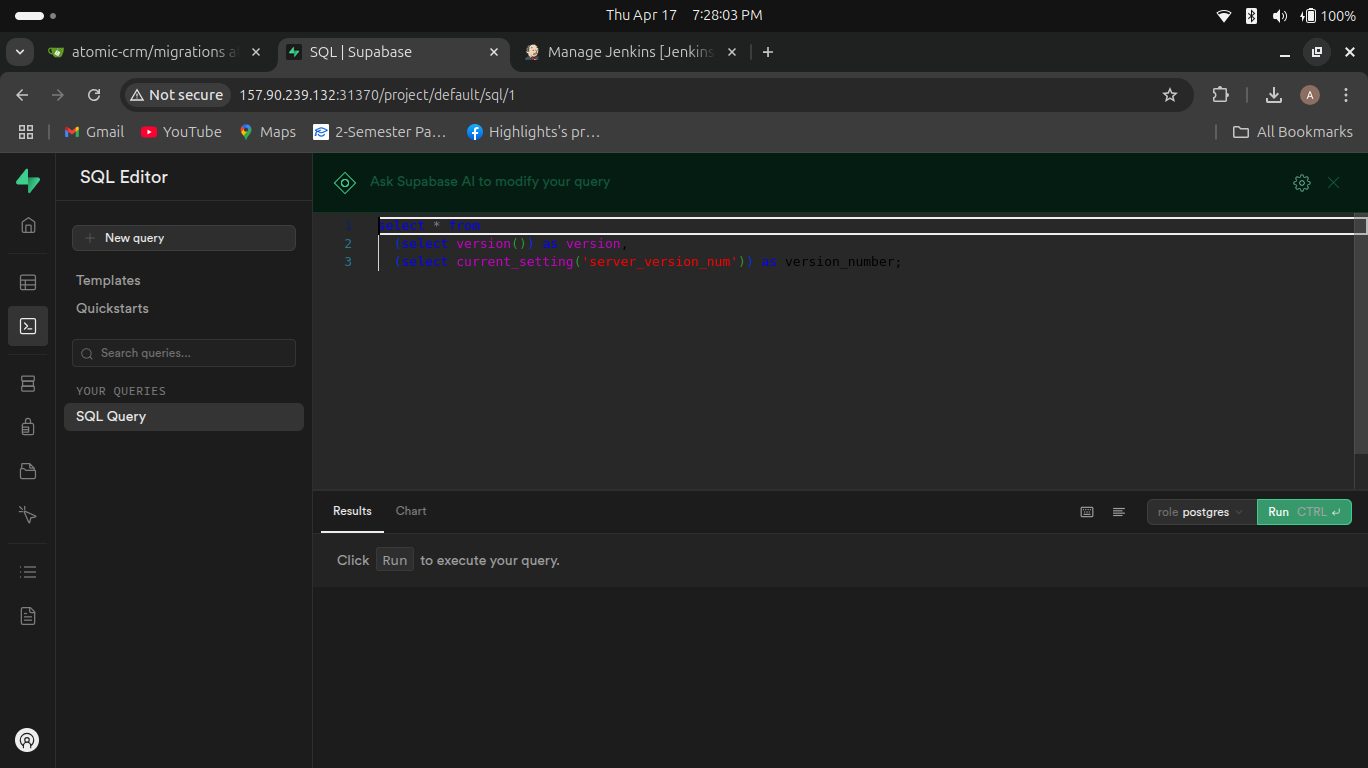 Thu Apr 17 7:28:03 PM
100%
atomic-crm/migrations a
SQL | Supabase
Manage Jenkins [Jenkins
Not secure
157.90.239.132:31370/project/default/sql/1
A
Gmail
YouTube
Maps
2-Semester Pa...
Highlights's pr...
All Bookmarks
SQL Editor
New query
Templates
Quickstarts
Search queries...
YOUR QUERIES
SQL Query
Ask Supabase AI to modify your query
1 select * from
2 (select version()) as version,
3 (select current_setting('server_version_num')) as version_number;
Results
Chart
role postgres
Run CTRL ↵
Click Run to execute your query.